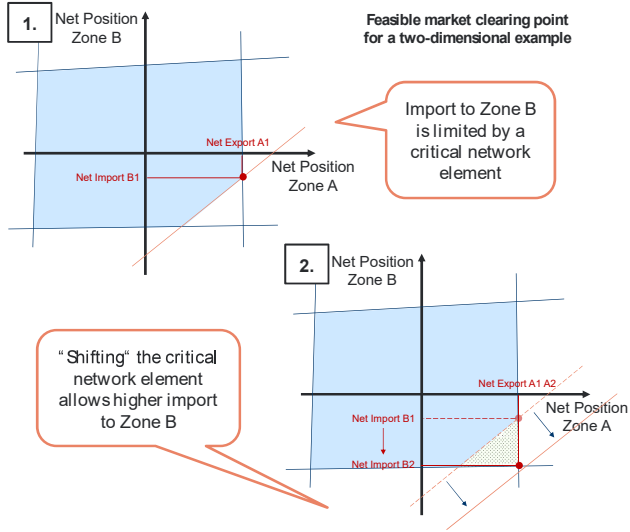 1.
Net Position
Zone B
Feasible market clearing point
for a two-dimensional example
Import to Zone B
is limited by a
critical network
element
Net Export A1
Net Position
Zone A
Net Import B1
2.
Net Position
Zone B
"Shifting" the critical
network element
allows higher import
to Zone B
Net Export A1 A2
Net Position
Zone A
Net Import B1
Net Import B2